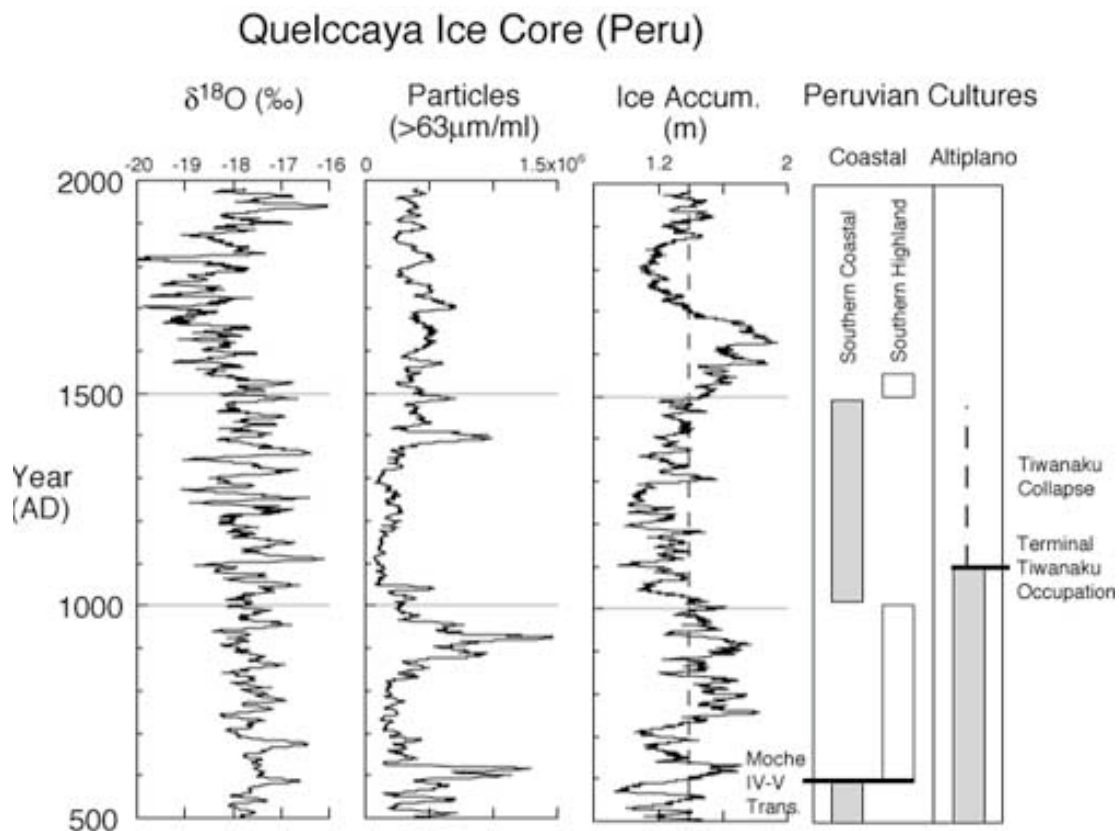 Quelccaya Ice Core (Peru)
δ¹⁸O (‰)
-20 -19 -18 -17 -16
Particles
(>63μm/ml)
0 1.5x10⁶
Ice Accum.
(m)
1.2 2
Peruvian Cultures
Coastal Altiplano
Southern Coastal
Southern Highland
2000
1500
Year
(AD)
1000
500
Tiwanaku
Collapse
Terminal
Tiwanaku
Occupation
Moche
IV-V
Trans.